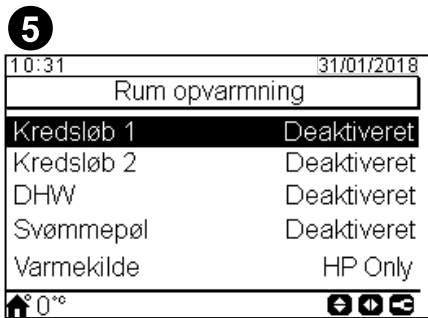 5
10:31 31/01/2018
Rum opvarmning
Kredsløb 1 Deaktiveret
Kredsløb 2 Deaktiveret
DHW Deaktiveret
Svømmepøl Deaktiveret
Varmekilde HP Only
0°c